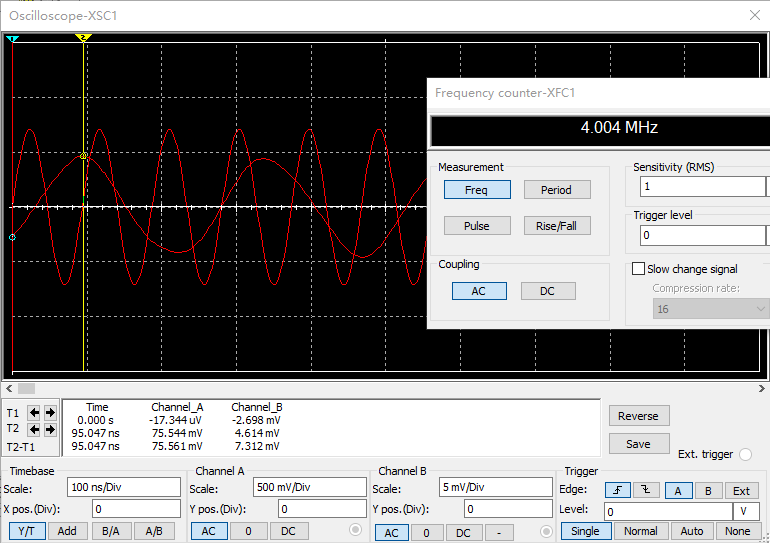 Oscilloscope-XSC1
1
2
Frequency counter-XFC1
4.004 MHz
Measurement
Freq
Period
Pulse
Rise/Fall
Coupling
AC
DC
Sensitivity (RMS)
1
Trigger level
0
Slow change signal
Compression rate:
16
T1
T2
T2-T1
Time Channel_A Channel_B
0.000 s -17.344 uV -2.698 mV
95.047 ns 75.544 mV 4.614 mV
95.047 ns 75.561 mV 7.312 mV
Reverse
Save
Ext. trigger
Timebase
Scale: 100 ns/Div
X pos.(Div): 0
Y/T Add B/A A/B
Channel A
Scale: 500 mV/Div
Y pos.(Div): 0
AC 0 DC
Channel B
Scale: 5 mV/Div
Y pos.(Div): 0
AC 0 DC -
Trigger
Edge: A B Ext
Level: 0 V
Single Normal Auto None